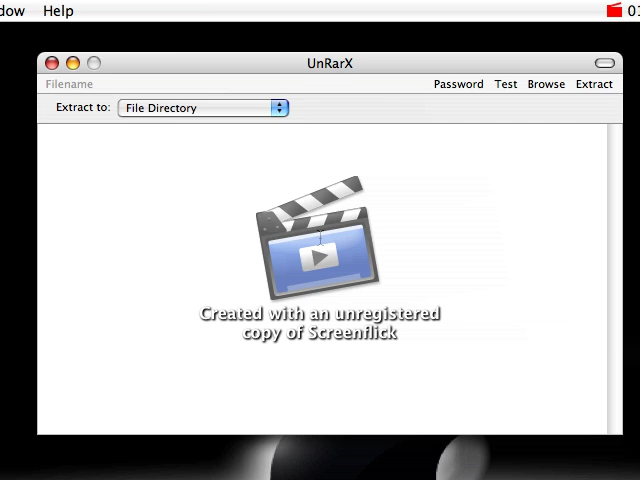 dow Help 01
UnRarX
Filename Password Test Browse Extract
Extract to: File Directory
Created with an unregistered
copy of Screenflick